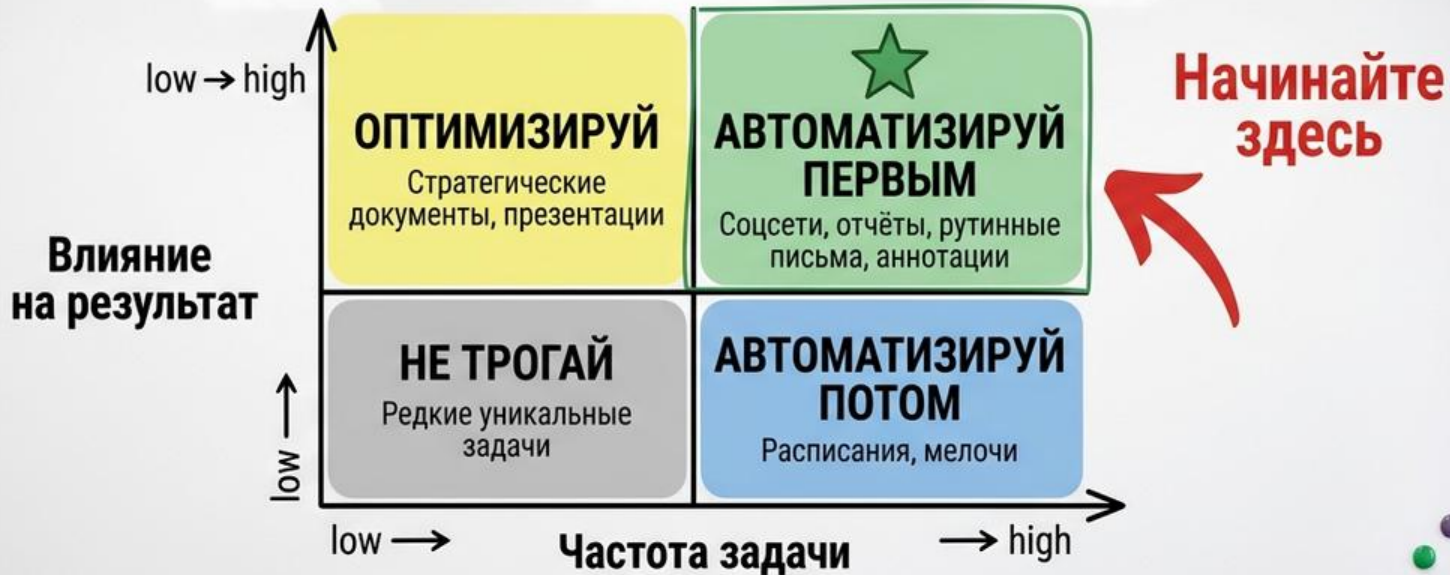 low → high
ОПТИМИЗИРУЙ
Стратегические
документы, презентации
АВТОМАТИЗИРУЙ
ПЕРВЫМ
Соцсети, отчёты, рутинные
письма, аннотации
Начинайте
здесь
Влияние
на результат
low →
НЕ ТРОГАЙ
Редкие уникальные
задачи
АВТОМАТИЗИРУЙ
ПОТОМ
Расписания, мелочи
low →
Частота задачи
→ high